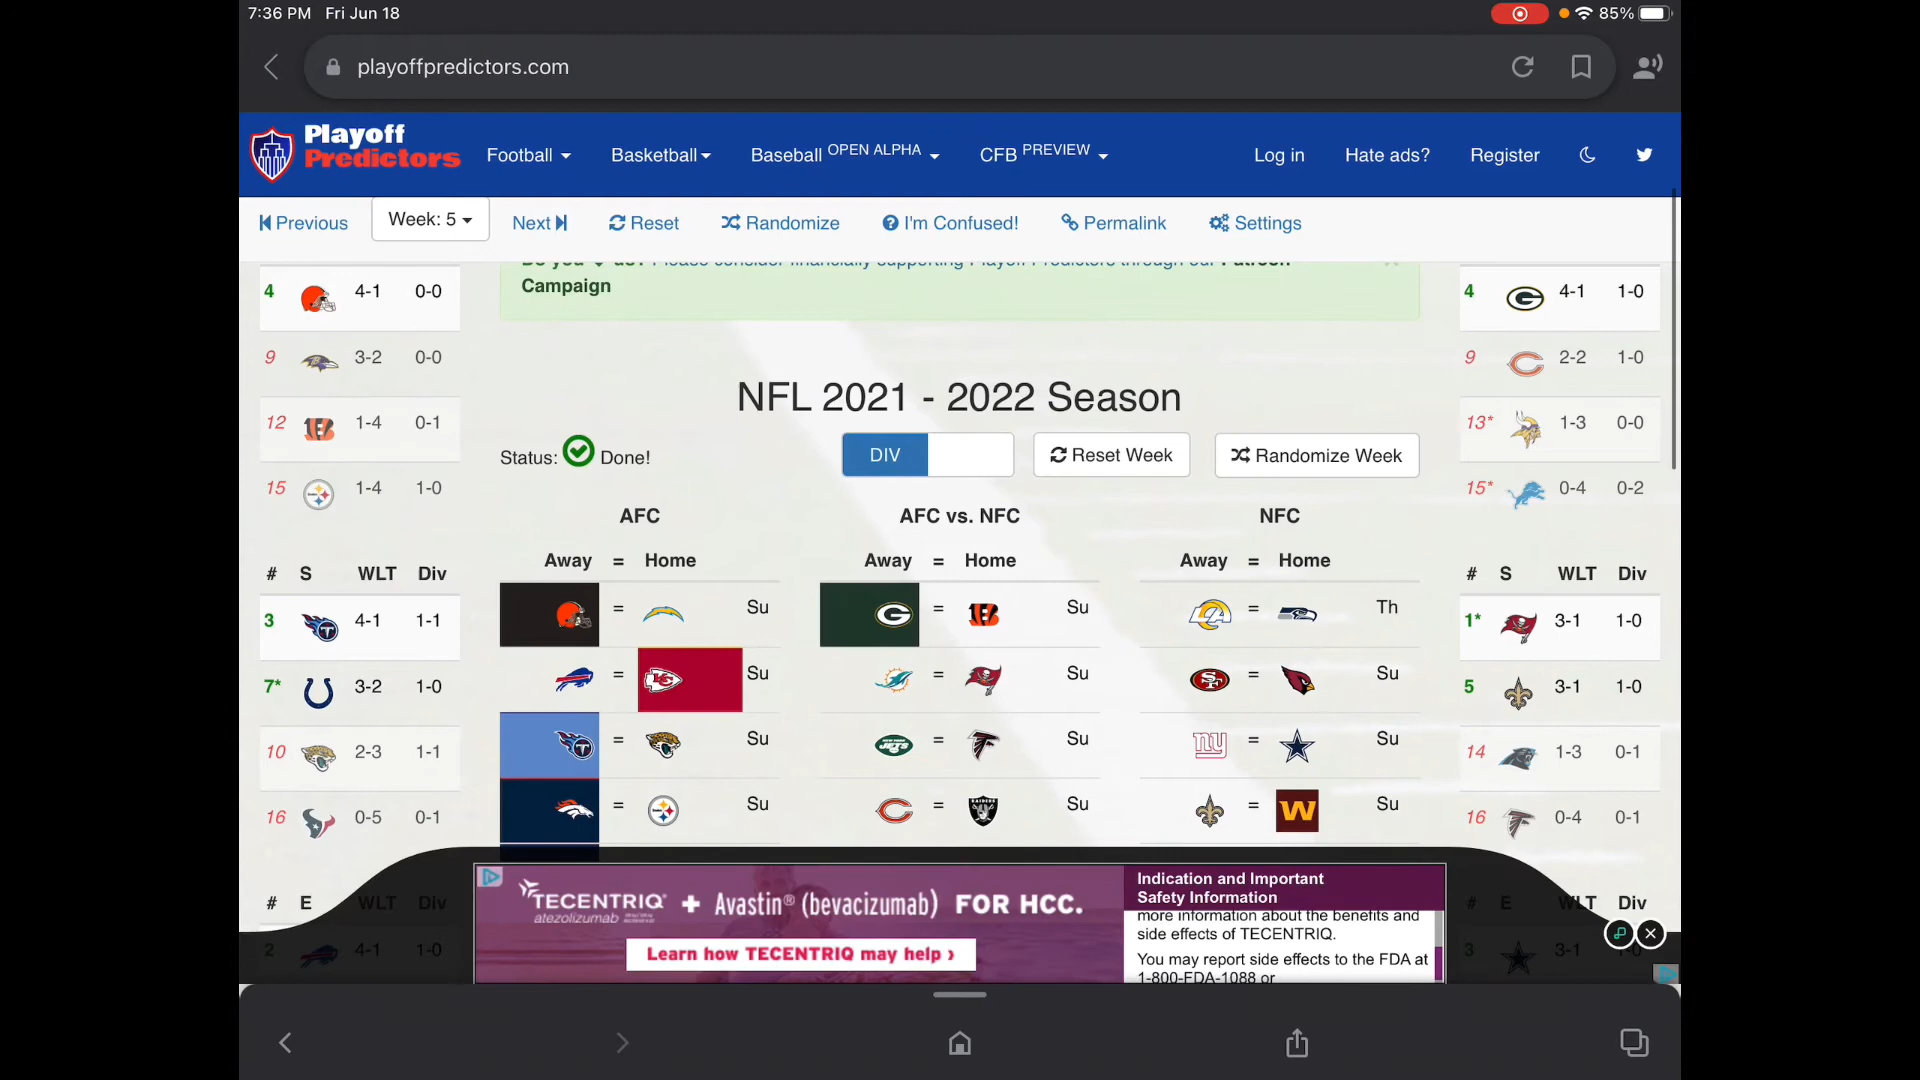 7:36 PM Fri Jun 18
85%
playoffpredictors.com
Playoff
Predictors
Football
Basketball
Baseball OPEN ALPHA
CFB PREVIEW
Log in
Hate ads?
Register
Previous
Week: 5
Next
Reset
Randomize
I'm Confused!
Permalink
Settings
Campaign
4 4-1 0-0
9 3-2 0-0
12 1-4 0-1
15 1-4 1-0
# S WLT Div
3 4-1 1-1
7* 3-2 1-0
10 2-3 1-1
16 0-5 0-1
# E WLT Div
2 4-1 1-0
NFL 2021 - 2022 Season
Status: Done!
DIV
Reset Week
Randomize Week
AFC
Away = Home
= Su
= Su
= Su
= Su
AFC vs. NFC
Away = Home
= Su
= Su
JETS = Su
= RAIDERS Su
NFC
Away = Home
= Th
SF = Su
ny = Su
= W Su
4 G 4-1 1-0
9 C 2-2 1-0
13* 1-3 0-0
15* 0-4 0-2
# S WLT Div
1* 3-1 1-0
5 3-1 1-0
14 1-3 0-1
16 0-4 0-1
# E WLT Div
3 3-1 1-0
TECENTRIQ + Avastin® (bevacizumab) FOR HCC.
atezolizumab
Learn how TECENTRIQ may help ›
Indication and Important
Safety Information
more information about the benefits and
side effects of TECENTRIQ.
You may report side effects to the FDA at
1-800-FDA-1088 or